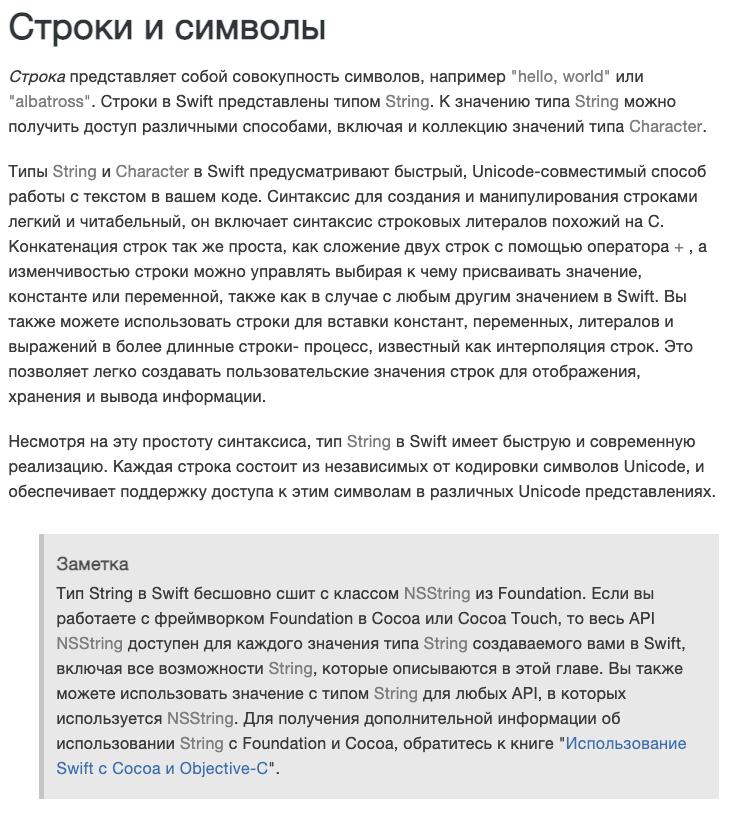 Строки и символы
Строка представляет собой совокупность символов, например "hello, world" или
"albatross". Строки в Swift представлены типом String. К значению типа String можно
получить доступ различными способами, включая и коллекцию значений типа Character.
Типы String и Character в Swift предусматривают быстрый, Unicode-совместимый способ
работы с текстом в вашем коде. Синтаксис для создания и манипулирования строками
легкий и читабельный, он включает синтаксис строковых литералов похожий на C.
Конкатенация строк так же проста, как сложение двух строк с помощью оператора + , а
изменчивостью строки можно управлять выбирая к чему присваивать значение,
константе или переменной, также как в случае с любым другим значением в Swift. Вы
также можете использовать строки для вставки констант, переменных, литералов и
выражений в более длинные строки- процесс, известный как интерполяция строк. Это
позволяет легко создавать пользовательские значения строк для отображения,
хранения и вывода информации.
Несмотря на эту простоту синтаксиса, тип String в Swift имеет быструю и современную
реализацию. Каждая строка состоит из независимых от кодировки символов Unicode, и
обеспечивает поддержку доступа к этим символам в различных Unicode представлениях.
Заметка
Тип String в Swift бесшовно сшит с классом NSString из Foundation. Если вы
работаете с фреймворком Foundation в Cocoa или Cocoa Touch, то весь API
NSString доступен для каждого значения типа String создаваемого вами в Swift,
включая все возможности String, которые описываются в этой главе. Вы также
можете использовать значение с типом String для любых API, в которых
используется NSString. Для получения дополнительной информации об
использовании String с Foundation и Cocoa, обратитесь к книге "Использование
Swift с Cocoa и Objective-C".